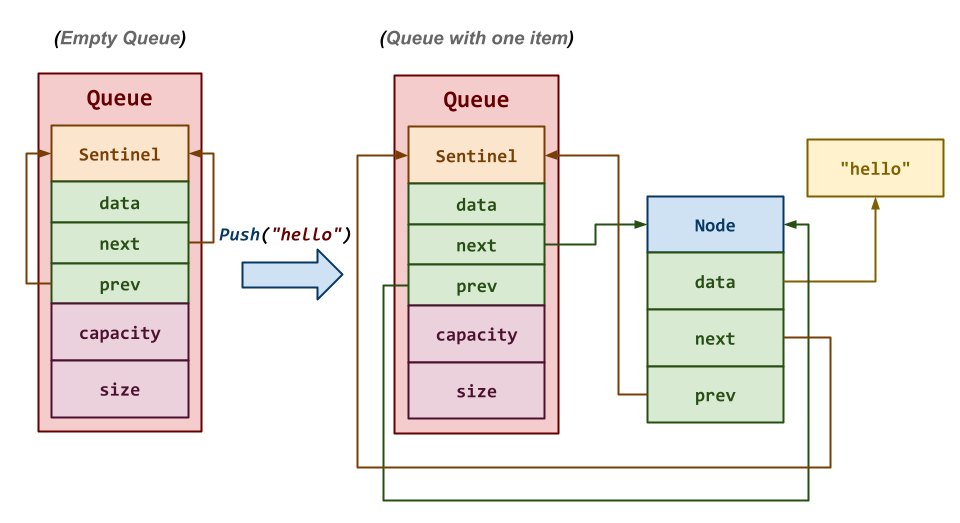 (Empty Queue)
(Queue with one item)
Queue
Sentinel
data
next
prev
capacity
size
Push("hello")
Queue
Sentinel
data
next
prev
capacity
size
Node
data
next
prev
"hello"